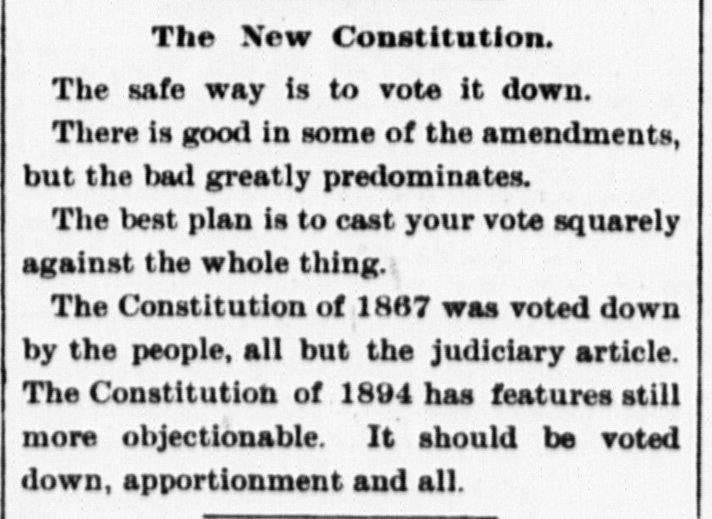 The New Constitution.
The safe way is to vote it down.
There is good in some of the amendments,
but the bad greatly predominates.
The best plan is to cast your vote squarely
against the whole thing.
The Constitution of 1867 was voted down
by the people, all but the judiciary article.
The Constitution of 1894 has features still
more objectionable. It should be voted
down, apportionment and all.